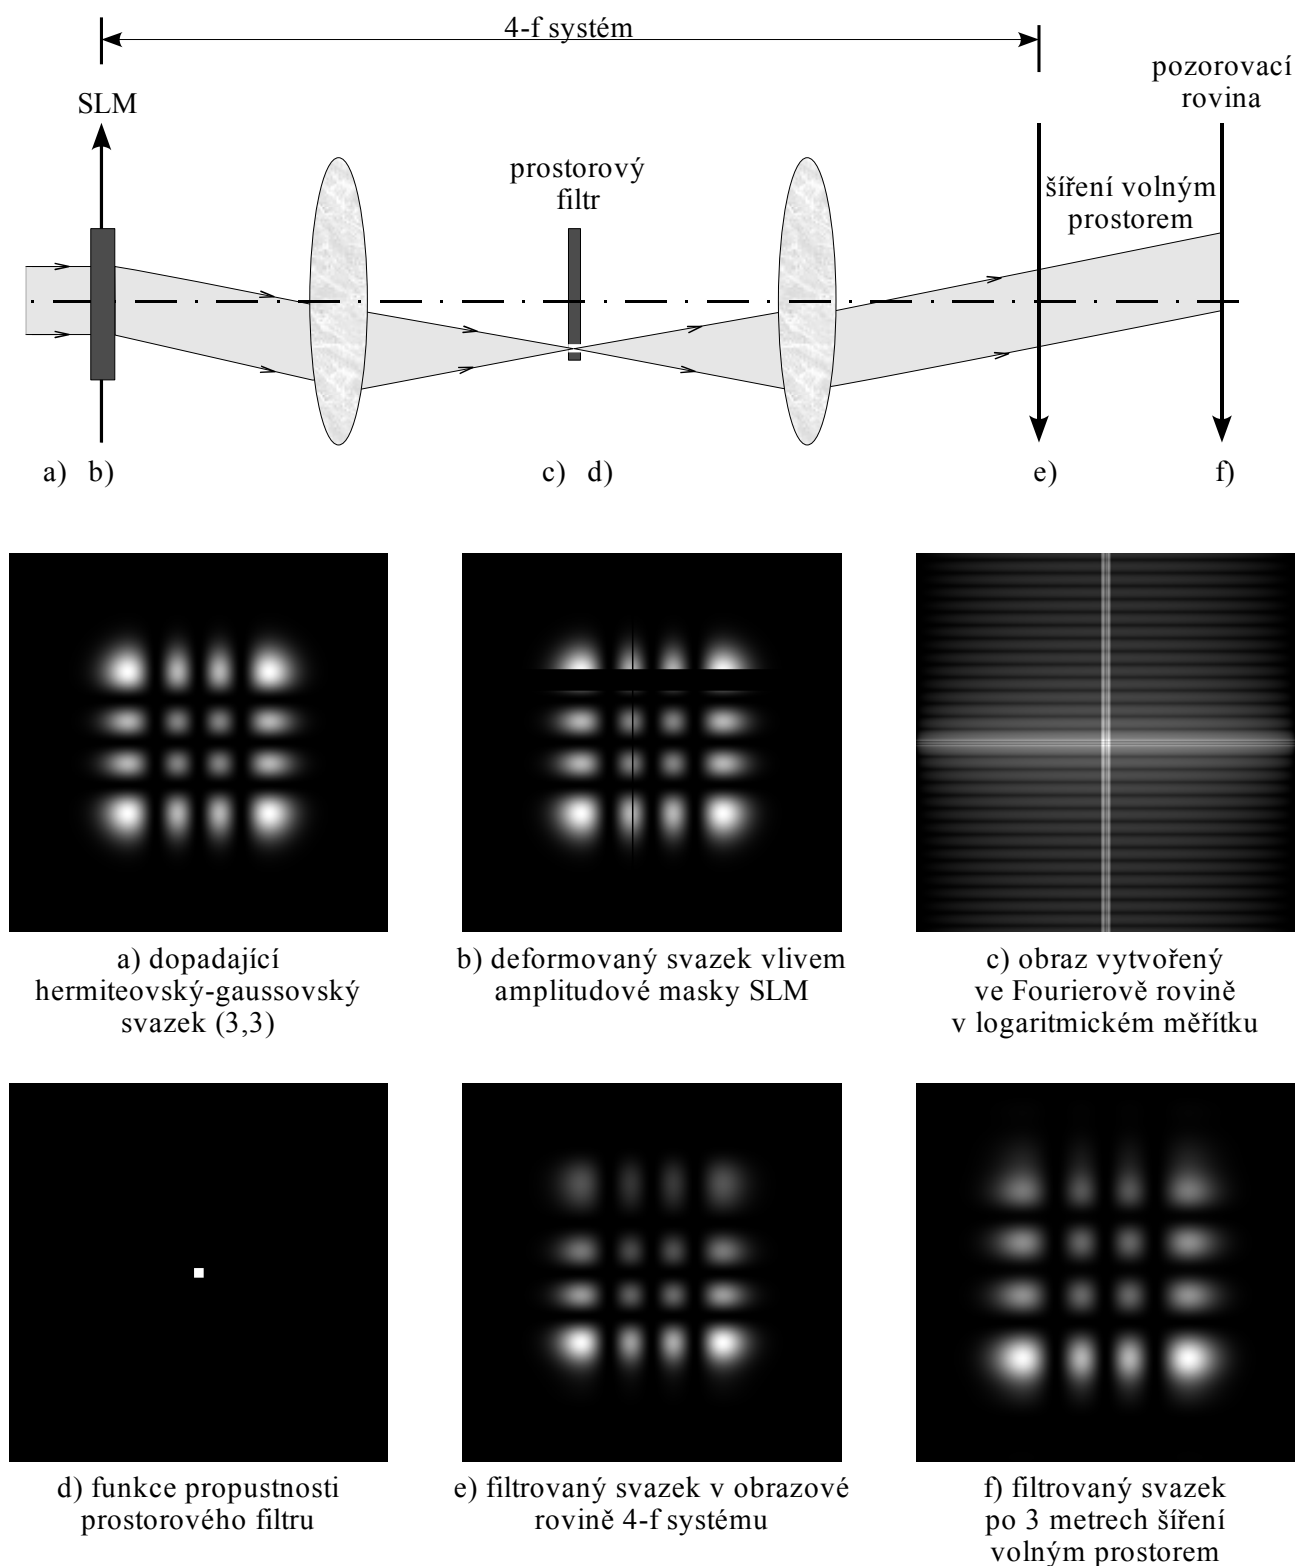 4-f systém
pozorovací
rovina
SLM
prostorový
filtr
šíření volným
prostorem
a) b)
c) d)
e)
f)
a) dopadající
hermiteovský-gaussovský
svazek (3,3)
b) deformovaný svazek vlivem
amplitudové masky SLM
c) obraz vytvořený
ve Fourierově rovině
v logaritmickém měřítku
d) funkce propustnosti
prostorového filtru
e) filtrovaný svazek v obrazové
rovině 4-f systému
f) filtrovaný svazek
po 3 metrech šíření
volným prostorem